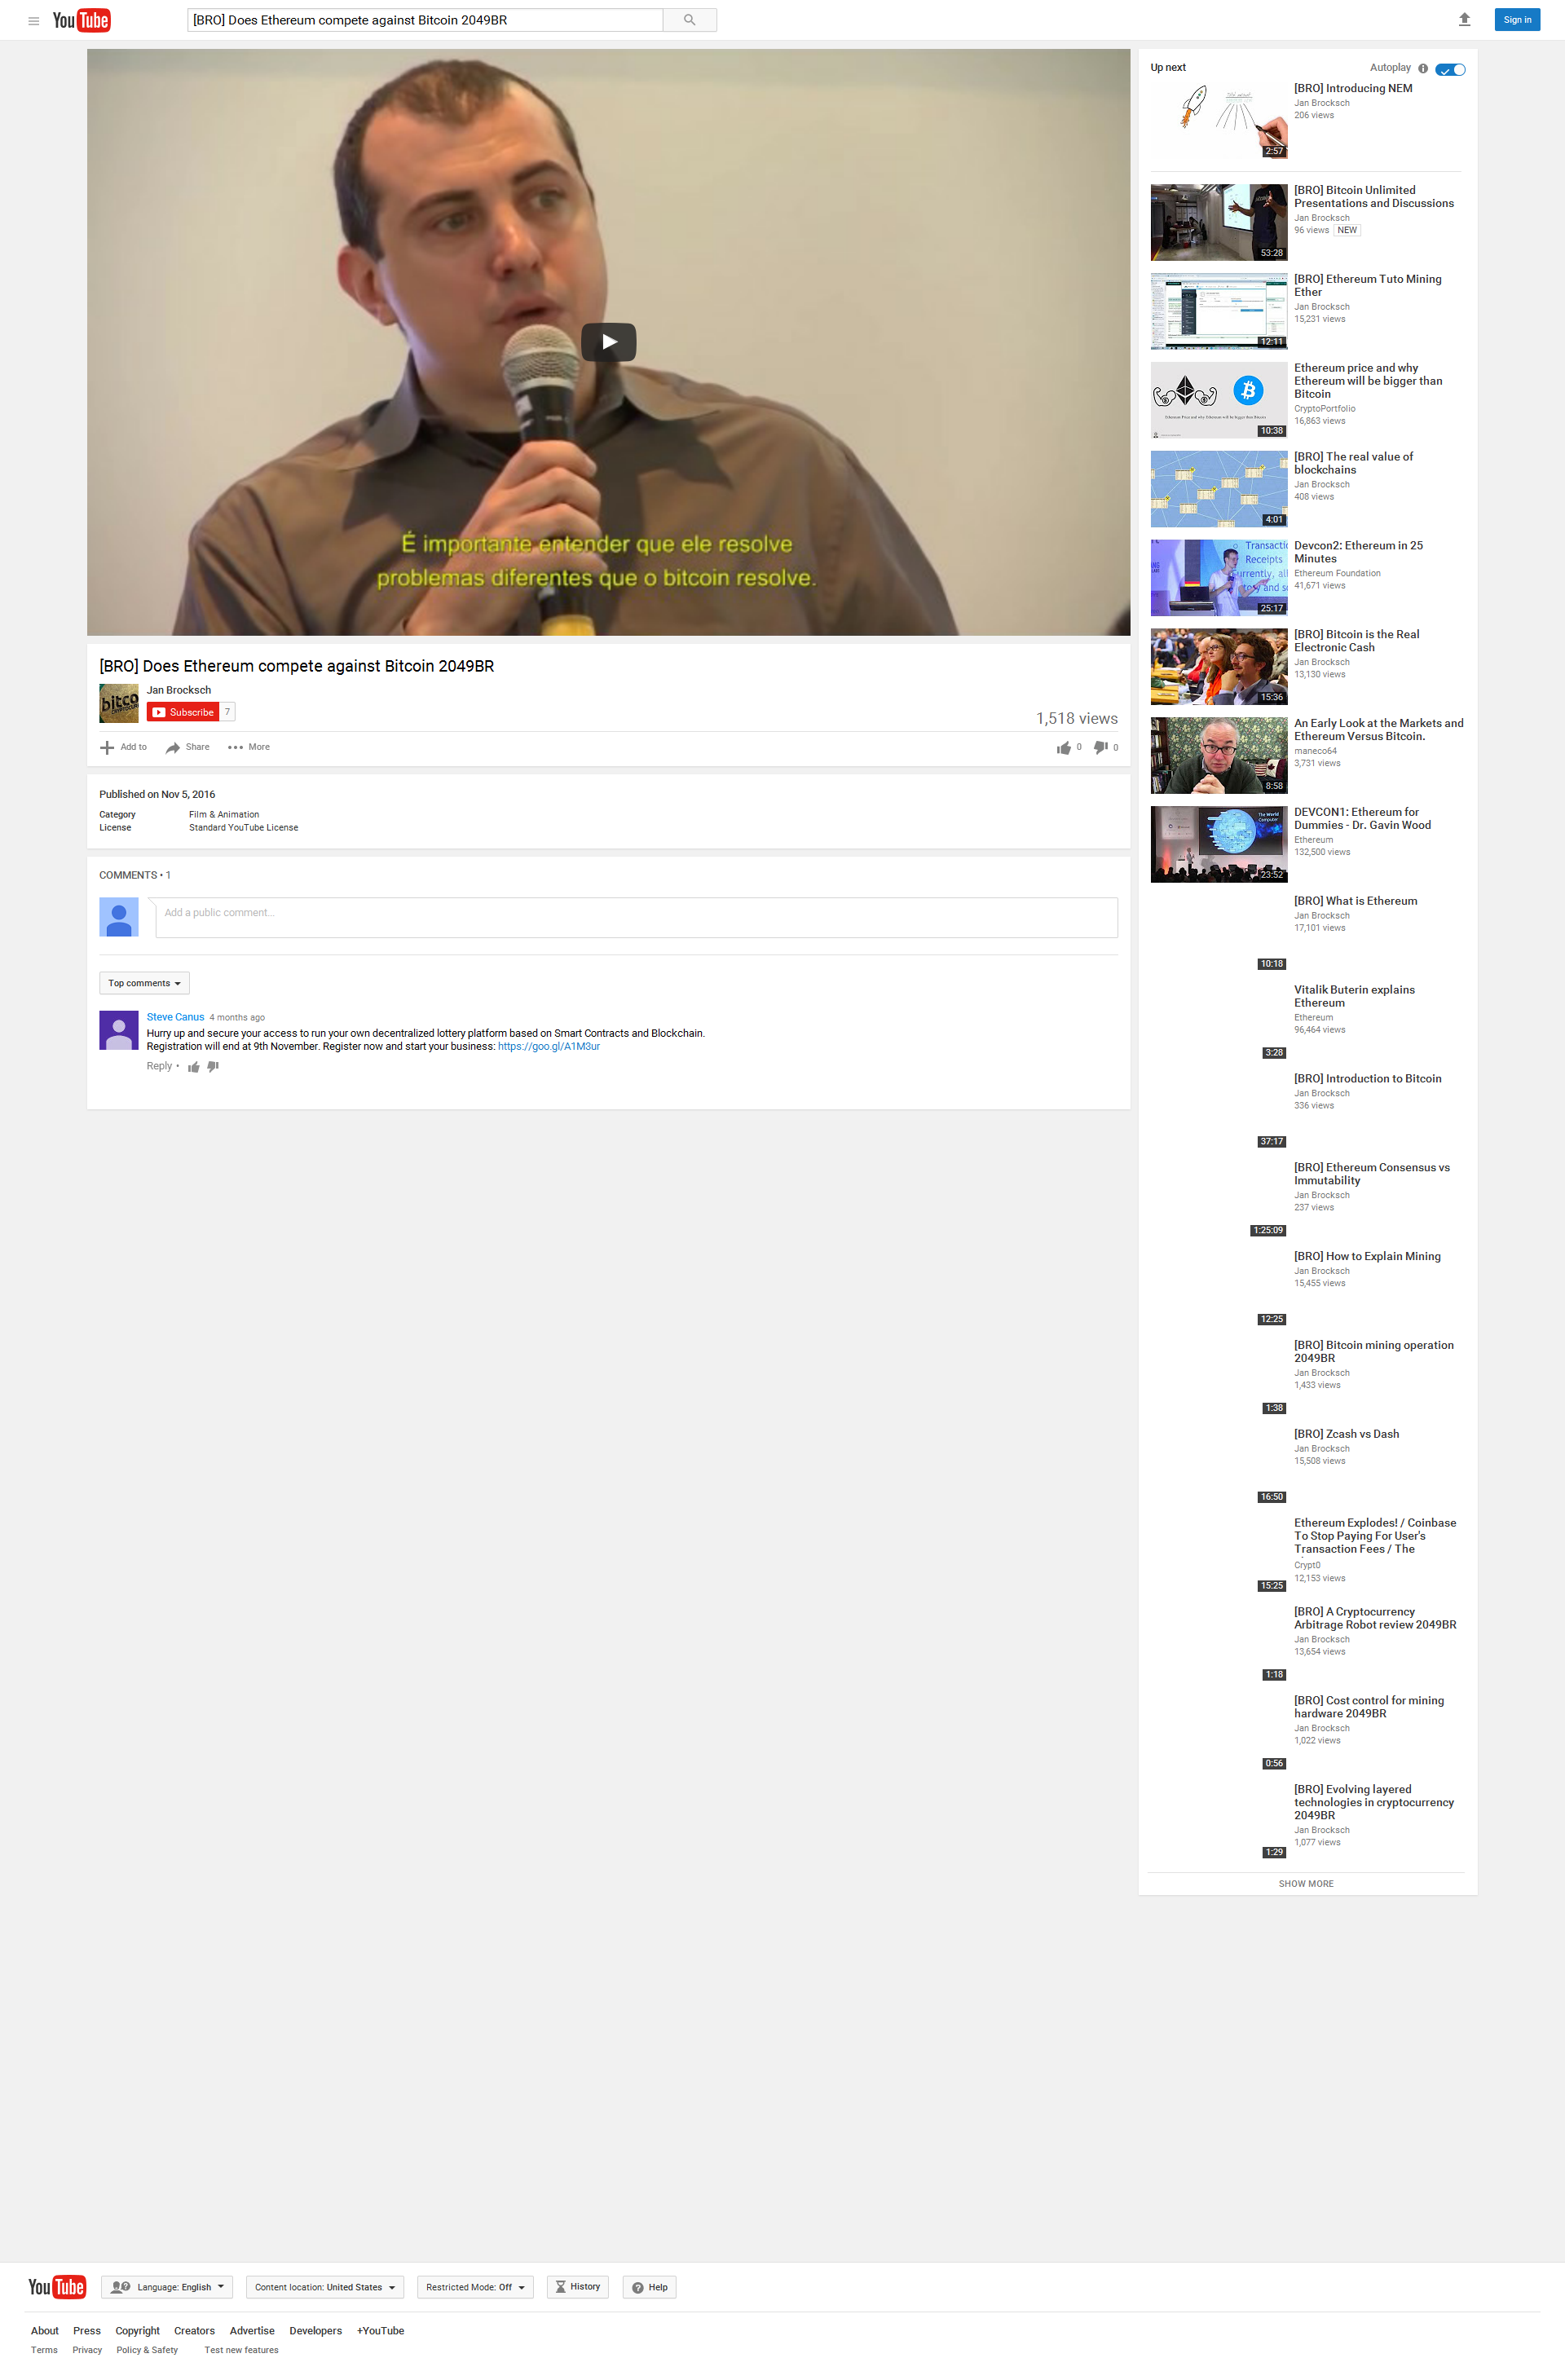 YouTube
[BRO] Does Ethereum compete against Bitcoin 2049BR
Sign in
É importante entender que ele resolve
problemas diferentes que o bitcoin resolve.
[BRO] Does Ethereum compete against Bitcoin 2049BR
bitco
Jan Brocksch
Subscribe 7
1,518 views
Add to
Share
More
0
0
Published on Nov 5, 2016
Category Film & Animation
License Standard YouTube License
COMMENTS • 1
Add a public comment...
Top comments
Steve Canus 4 months ago
Hurry up and secure your access to run your own decentralized lottery platform based on Smart Contracts and Blockchain.
Registration will end at 9th November. Register now and start your business: https://goo.gl/A1M3ur
Reply •
Up next
Autoplay
2:57
[BRO] Introducing NEM
Jan Brocksch
206 views
53:28
[BRO] Bitcoin Unlimited
Presentations and Discussions
Jan Brocksch
96 views NEW
12:11
[BRO] Ethereum Tuto Mining
Ether
Jan Brocksch
15,231 views
10:38
Ethereum price and why
Ethereum will be bigger than
Bitcoin
CryptoPortfolio
16,863 views
4:01
[BRO] The real value of
blockchains
Jan Brocksch
408 views
Transactic
Receipts
urrently, al
25:17
Devcon2: Ethereum in 25
Minutes
Ethereum Foundation
41,671 views
15:36
[BRO] Bitcoin is the Real
Electronic Cash
Jan Brocksch
13,130 views
8:58
An Early Look at the Markets and
Ethereum Versus Bitcoin.
maneco64
3,731 views
The World
Computer
23:52
DEVCON1: Ethereum for
Dummies - Dr. Gavin Wood
Ethereum
132,500 views
10:18
[BRO] What is Ethereum
Jan Brocksch
17,101 views
3:28
Vitalik Buterin explains
Ethereum
Ethereum
96,464 views
37:17
[BRO] Introduction to Bitcoin
Jan Brocksch
336 views
1:25:09
[BRO] Ethereum Consensus vs
Immutability
Jan Brocksch
237 views
12:25
[BRO] How to Explain Mining
Jan Brocksch
15,455 views
1:38
[BRO] Bitcoin mining operation
2049BR
Jan Brocksch
1,433 views
16:50
[BRO] Zcash vs Dash
Jan Brocksch
15,508 views
15:25
Ethereum Explodes! / Coinbase
To Stop Paying For User's
Transaction Fees / The
Crypt0
12,153 views
1:18
[BRO] A Cryptocurrency
Arbitrage Robot review 2049BR
Jan Brocksch
13,654 views
0:56
[BRO] Cost control for mining
hardware 2049BR
Jan Brocksch
1,022 views
1:29
[BRO] Evolving layered
technologies in cryptocurrency
2049BR
Jan Brocksch
1,077 views
SHOW MORE
YouTube
Language: English
Content location: United States
Restricted Mode: Off
History
Help
About Press Copyright Creators Advertise Developers +YouTube
Terms Privacy Policy & Safety Test new features